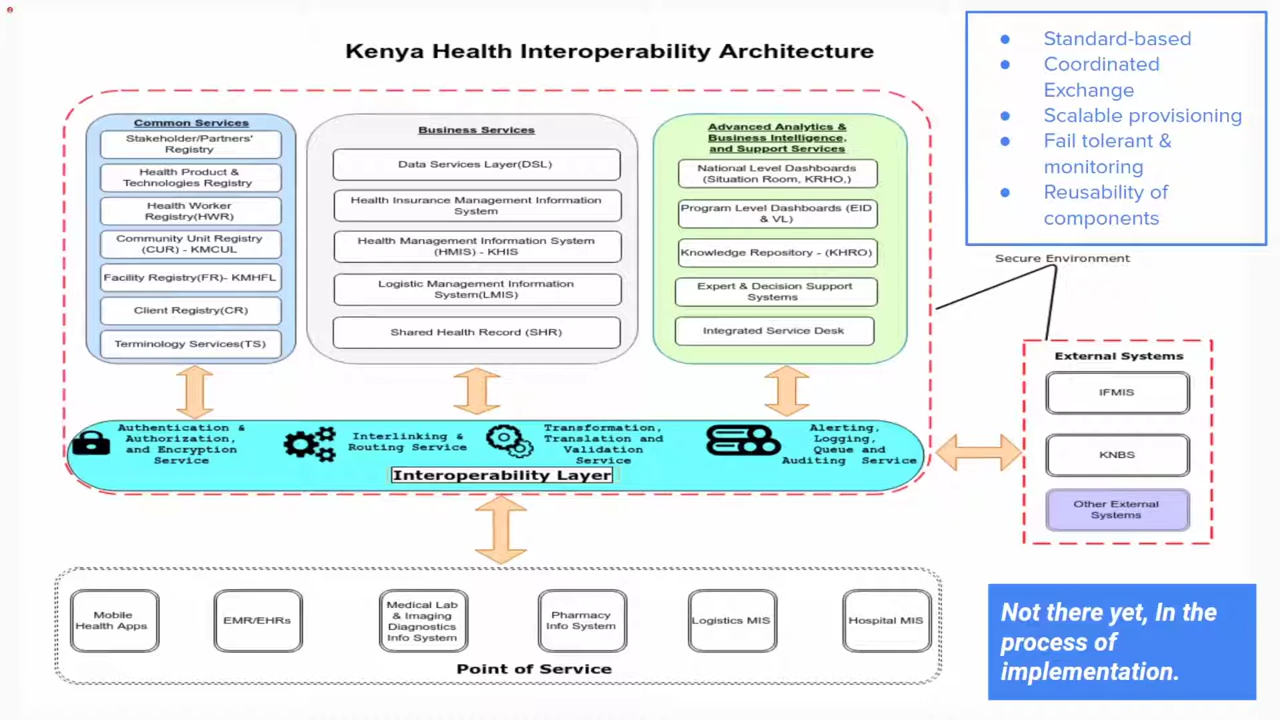 Kenya Health Interoperability Architecture
Standard-based
Coordinated
Exchange
Scalable provisioning
Fail tolerant &
monitoring
Reusability of
components
Common Services
Stakeholder/Partners'
Registry
Health Product &
Technologies Registry
Health Worker
Registry(HWR)
Community Unit Registry
(CUR) - KMCUL
Facility Registry(FR)- KMHFL
Client Registry(CR)
Terminology Services(TS)
Business Services
Data Services Layer(DSL)
Health Insurance Management Information
System
Health Management Information System
(HMIS) - KHIS
Logistic Management Information
System(LMIS)
Shared Health Record (SHR)
Advanced Analytics &
Business Intelligence,
and Support Services
National Level Dashboards
(Situation Room, KRHO,)
Program Level Dashboards (EID
& VL)
Knowledge Repository - (KHRO)
Expert & Decision Support
Systems
Integrated Service Desk
Secure Environment
External Systems
IFMIS
KNBS
Other External
Systems
Authentication &
Authorization,
and Encryption
Service
Interlinking &
Routing Service
Transformation,
Translation and
Validation
Service
Alerting,
Logging,
Queue and
Auditing Service
Interoperability Layer
Mobile
Health Apps
EMR/EHRs
Medical Lab
& Imaging
Diagnostics
Info System
Pharmacy
Info System
Logistics MIS
Hospital MIS
Point of Service
Not there yet, In the
process of
implementation.